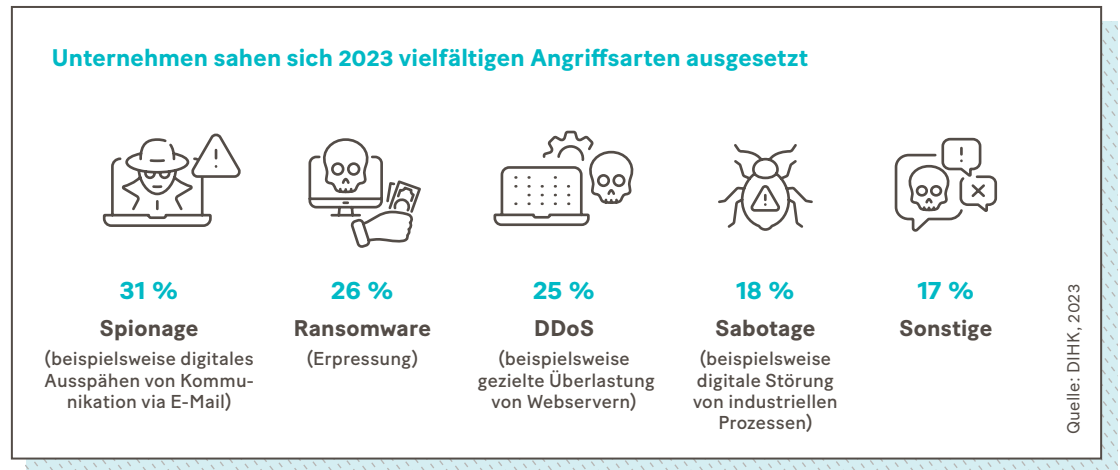 Unternehmen sahen sich 2023 vielfältigen Angriffsarten ausgesetzt
31 %
Spionage
(beispielsweise digitales
Ausspähen von Kommu-
nikation via E-Mail)
26 %
Ransomware
(Erpressung)
25 %
DDoS
(beispielsweise
gezielte Überlastung
von Webservern)
18 %
Sabotage
(beispielsweise
digitale Störung
von industriellen
Prozessen)
17 %
Sonstige
Quelle: DIHK, 2023